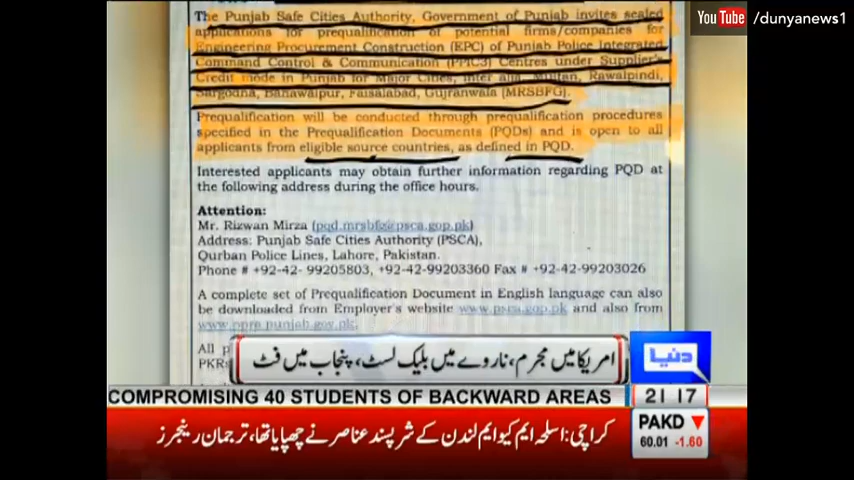 You Tube /dunyanews1
The Punjab Safe Cities Authority, Government of Punjab invites sealed
applications for prequalification of potential firms/companies for
Engineering Procurement Construction (EPC) of Punjab Police Integrated
Command Control & Communication (PPIC3) Centres under Supplier's
Credit mode in Punjab for Major Cities, Inter alia, Multan, Rawalpindi,
Sargodha, Bahawalpur, Faisalabad, Gujranwala (MRSBFG).
Prequalification will be conducted through prequalification procedures
specified in the Prequalification Documents (PQDs) and is open to all
applicants from eligible source countries, as defined in PQD.
Interested applicants may obtain further information regarding PQD at
the following address during the office hours.
Attention:
Mr. Rizwan Mirza (pqd.mrsbfg@psca.gop.pk)
Address: Punjab Safe Cities Authority (PSCA),
Qurban Police Lines, Lahore, Pakistan.
Phone # +92-42- 99205803, +92-42-99203360 Fax # +92-42-99203026
A complete set of Prequalification Document in English language can also
be downloaded from Employer's website www.psca.gop.pk and also from
www.ppra.punjab.gov.pk.
All
PKR
امریکا میں مجرم، ناروے میں بلیک لسٹ، پنجاب میں فٹ
دنیا
COMPROMISING 40 STUDENTS OF BACKWARD AREAS
21 17
کراچی: اسلحہ ایم کیو ایم لندن کے شرپسند عناصر نے چھپایا تھا، ترجمان رینجرز
PAKD
60.01 -1.60